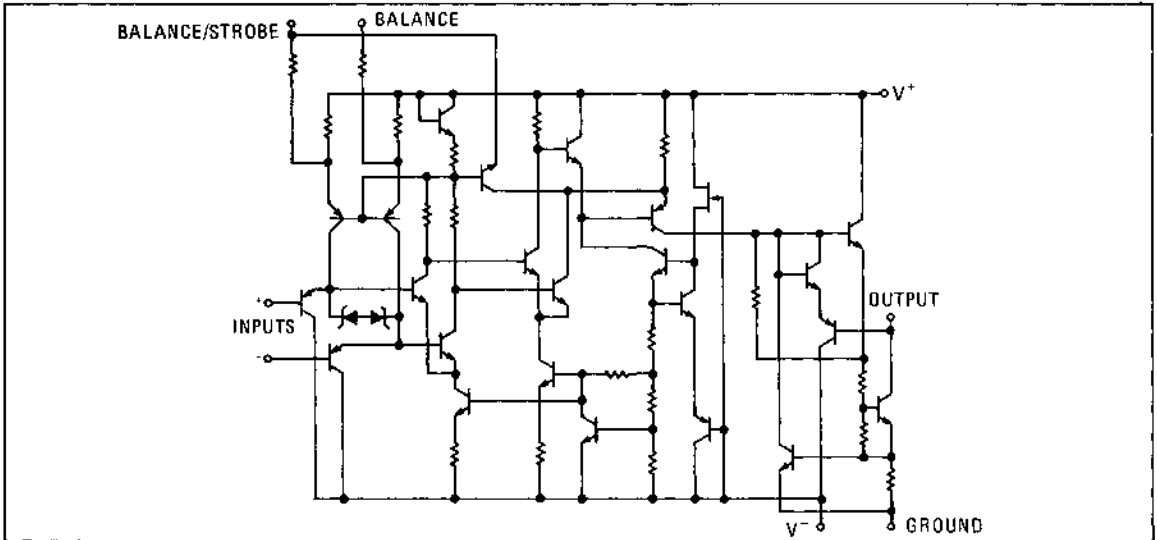 BALANCE
BALANCE/STROBE
V+
OUTPUT
+
INPUTS
-
V−
GROUND